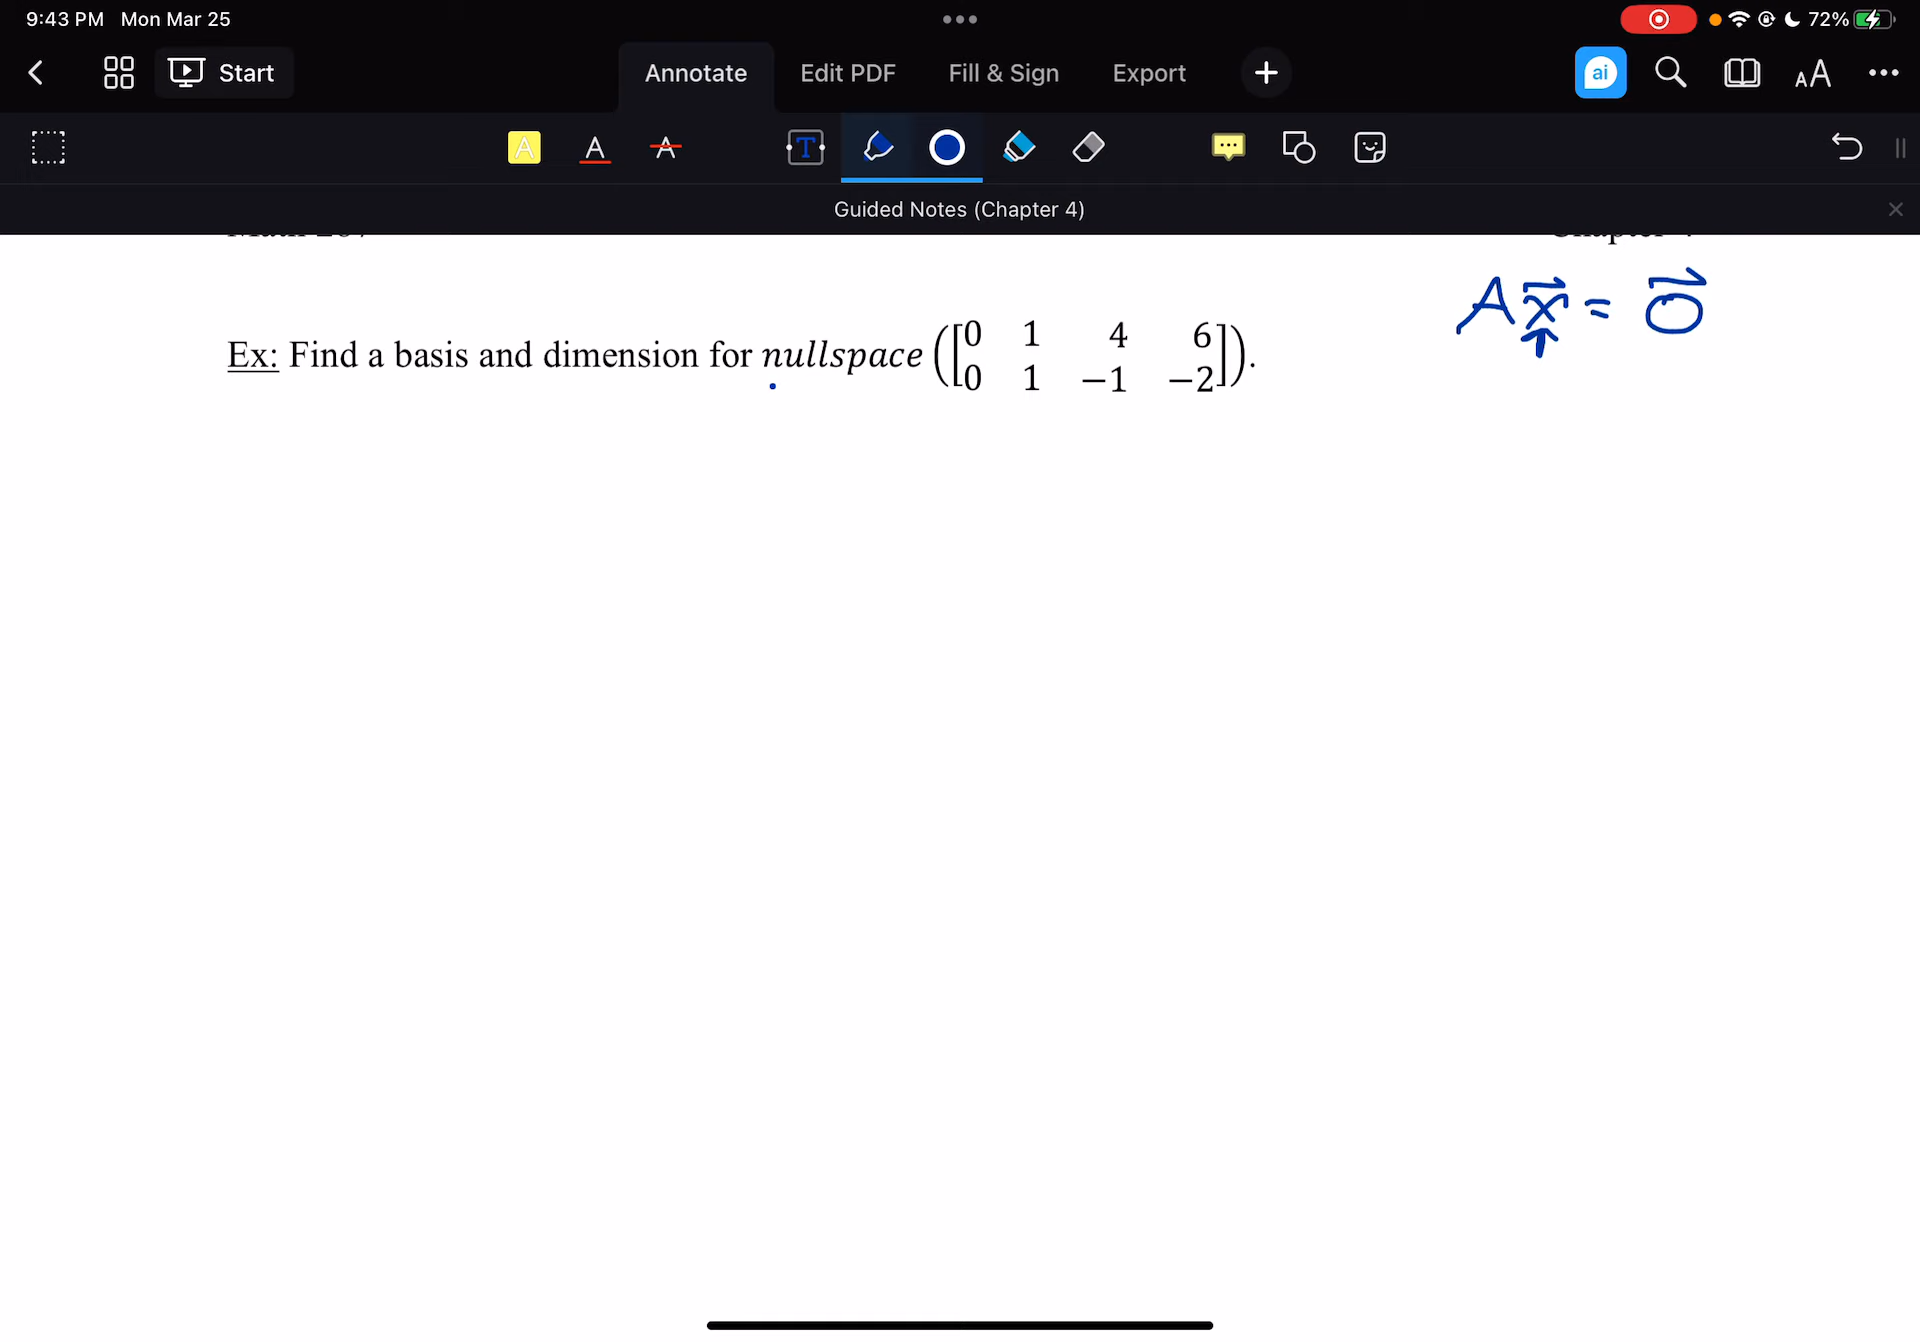 9:43 PM Mon Mar 25
72%
Start
Annotate
Edit PDF
Fill & Sign
Export
ai
AA
A A A T
Guided Notes (Chapter 4)
A x⃗ = 0⃗
Ex: Find a basis and dimension for nullspace ([0 1 4 6
0 1 −1 −2]).